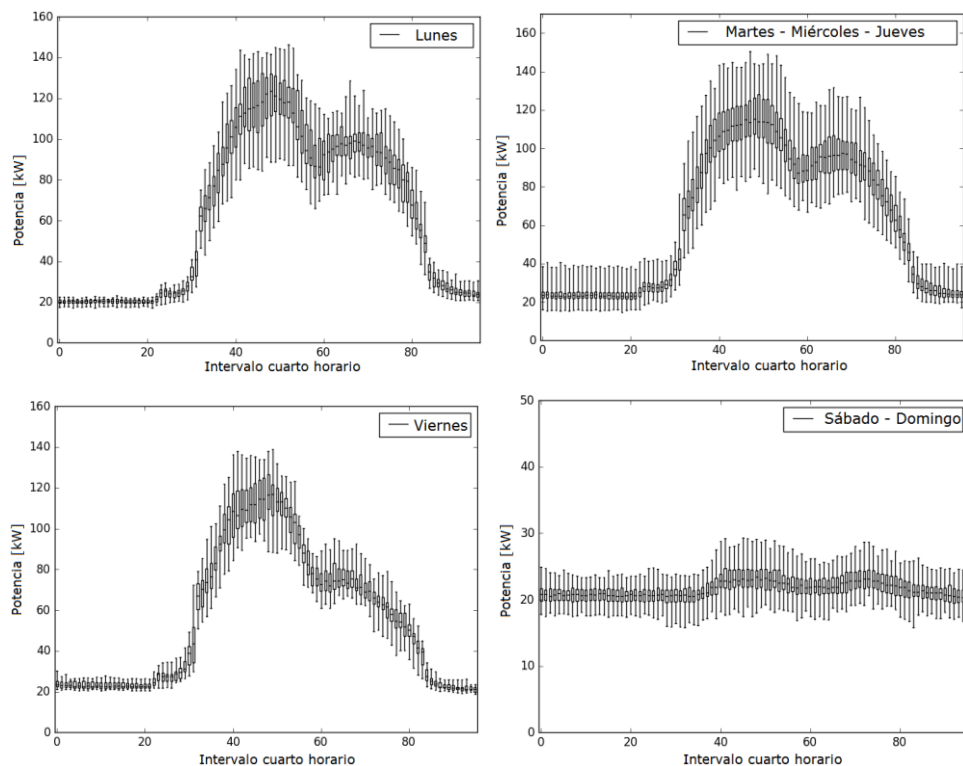 160
140
120
100
80
60
40
20
0
Potencia [kW]
Lunes
0 20 40 60 80
Intervalo cuarto horario
160
140
120
100
80
60
40
20
0
Potencia [kW]
Martes - Miércoles - Jueves
0 20 40 60 80
Intervalo cuarto horario
160
140
120
100
80
60
40
20
0
Potencia [kW]
Viernes
0 20 40 60 80
Intervalo cuarto horario
50
40
30
20
10
0
Potencia [kW]
Sábado - Domingo
0 20 40 60 80
Intervalo cuarto horario